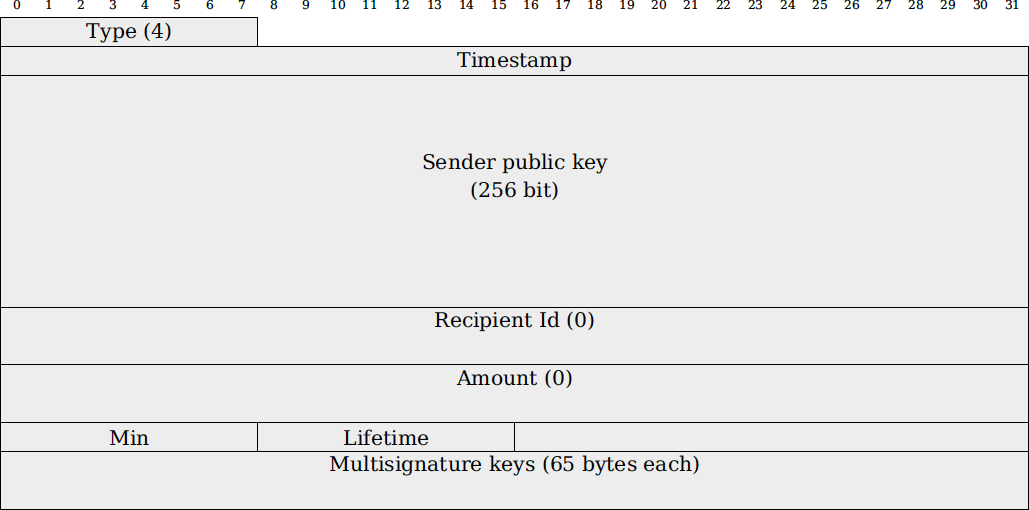 0 1 2 3 4 5 6 7 8 9 10 11 12 13 14 15 16 17 18 19 20 21 22 23 24 25 26 27 28 29 30 31
Type (4)
Timestamp
Sender public key
(256 bit)
Recipient Id (0)
Amount (0)
Min Lifetime
Multisignature keys (65 bytes each)